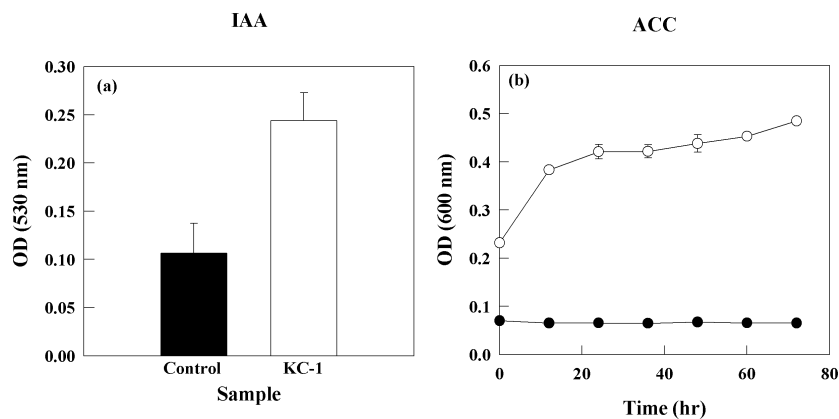 IAA
(a)
OD (530 nm)
0.30
0.25
0.20
0.15
0.10
0.05
0.00
Control KC-1
Sample
ACC
(b)
OD (600 nm)
0.6
0.5
0.4
0.3
0.2
0.1
0.0
0 20 40 60 80
Time (hr)